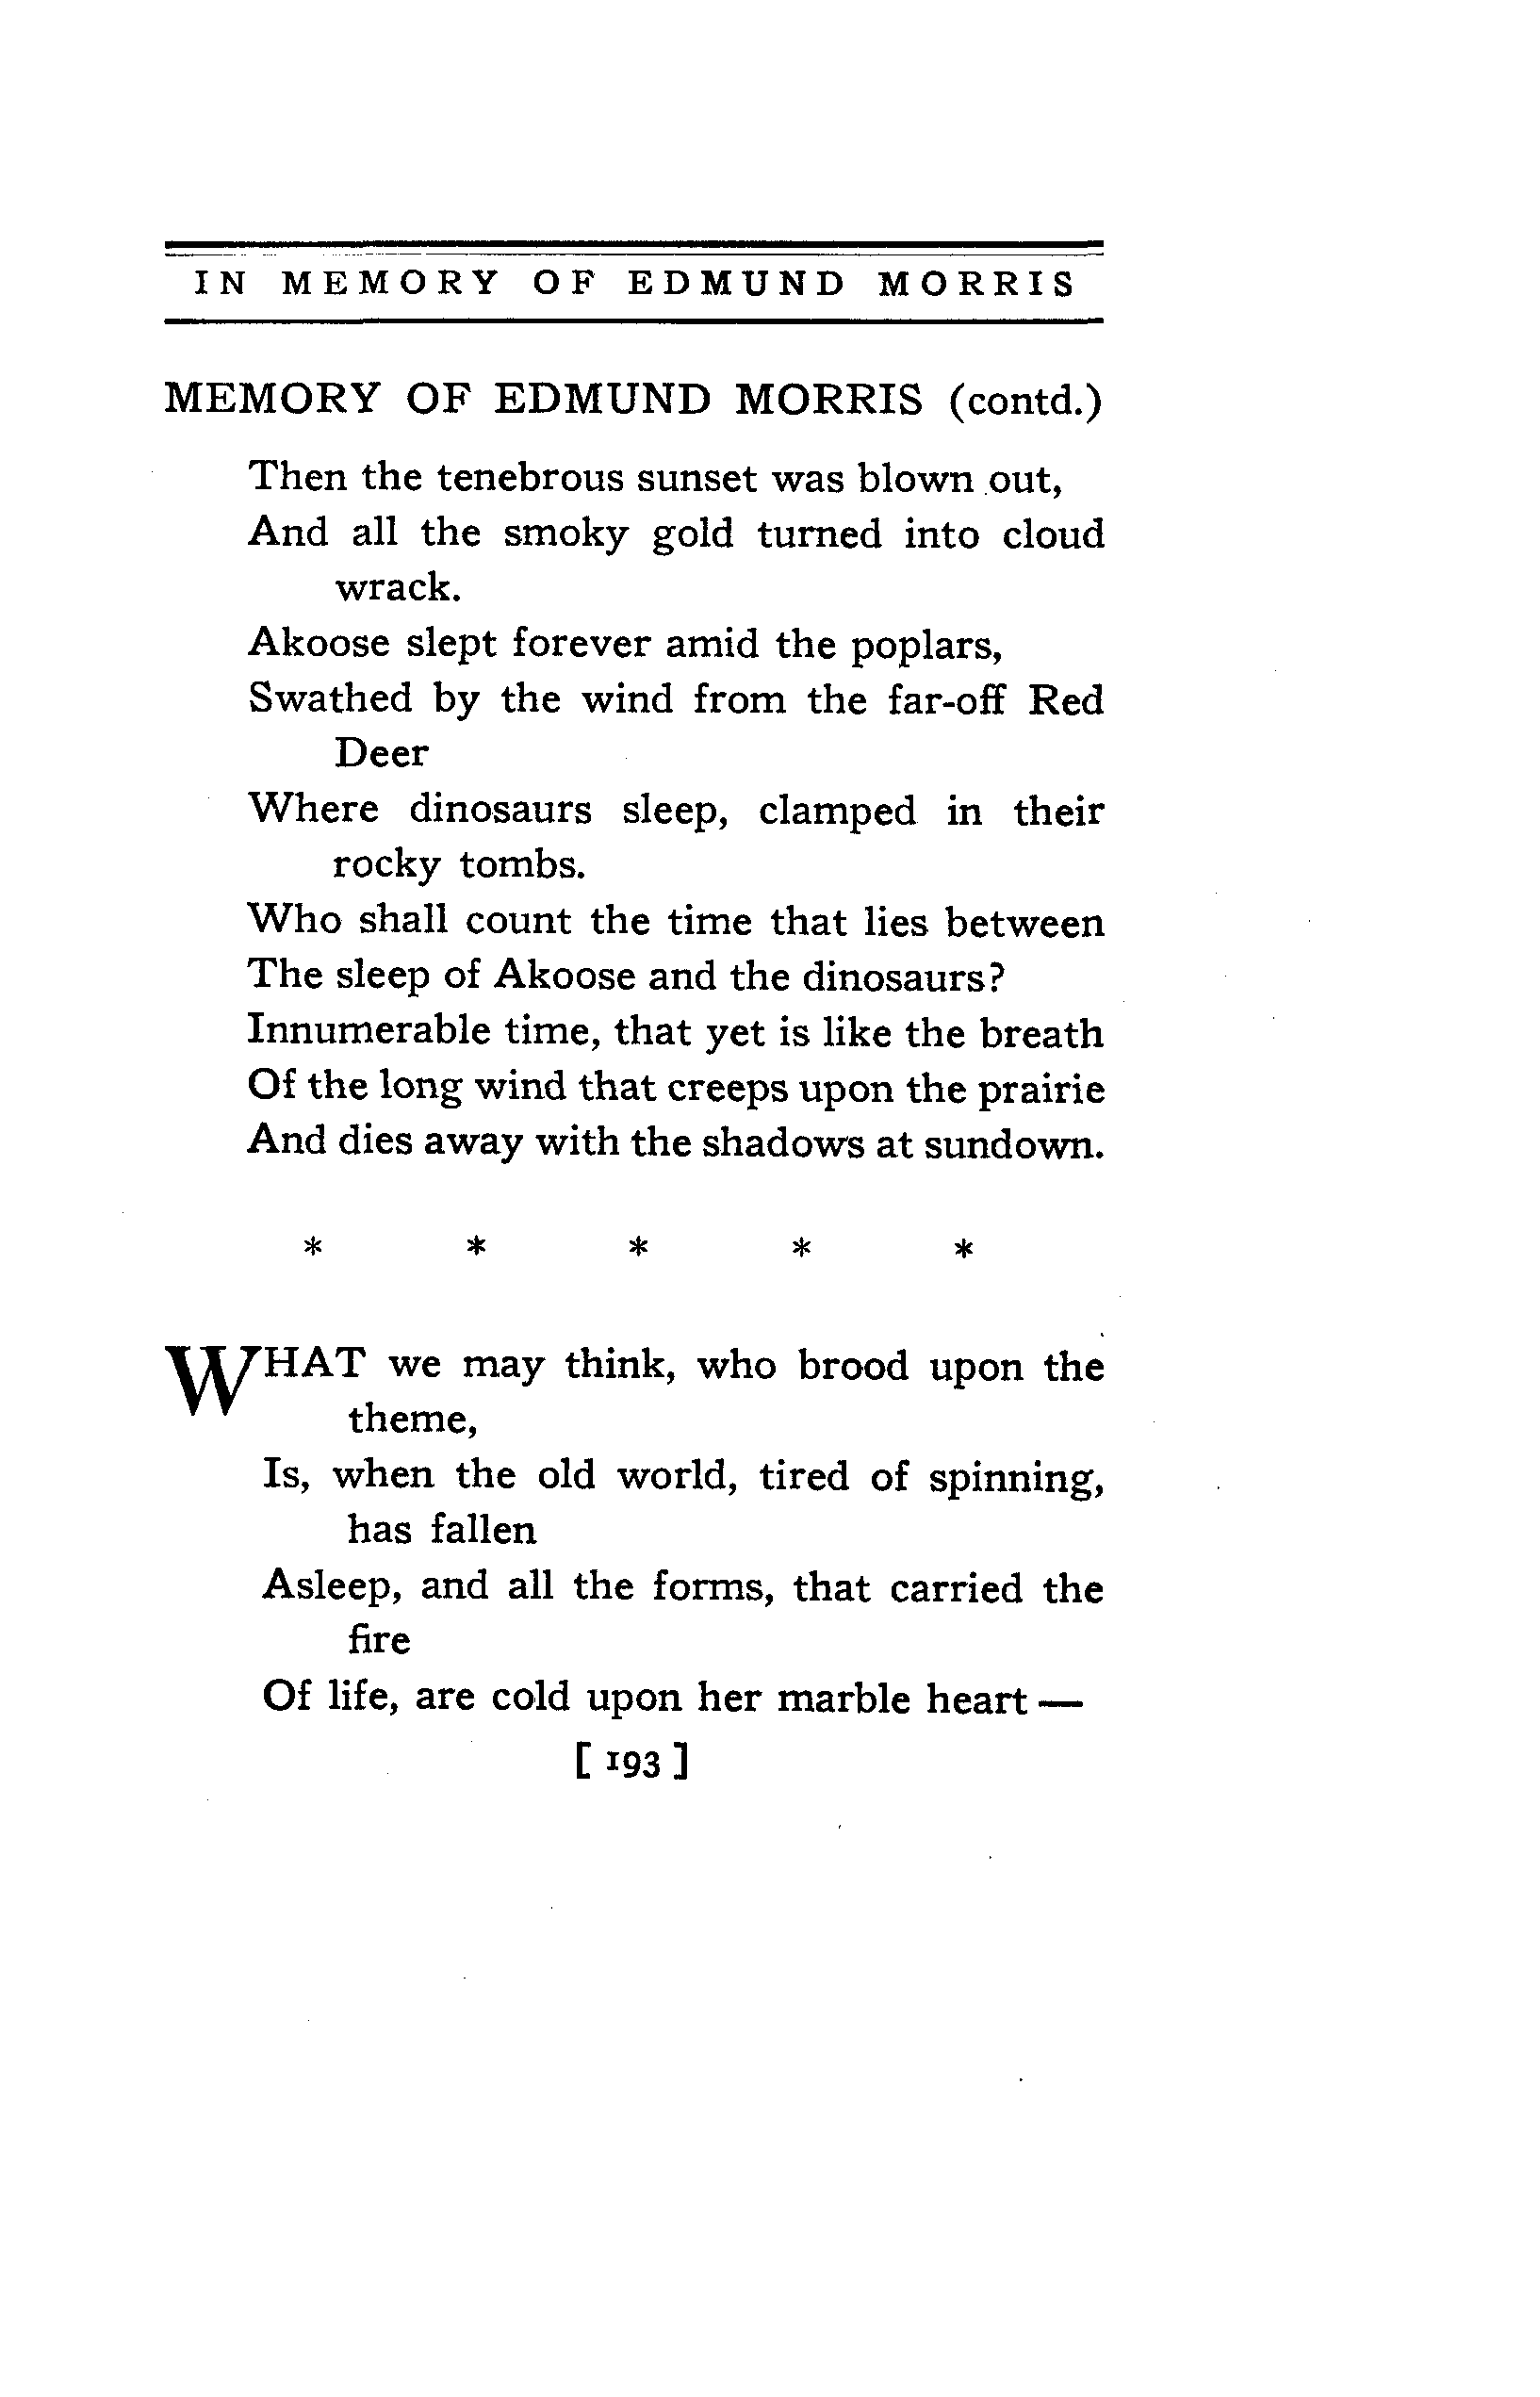 IN MEMORY OF EDMUND MORRIS
MEMORY OF EDMUND MORRIS (contd.)
Then the tenebrous sunset was blown out,
And all the smoky gold turned into cloud
wrack.
Akoose slept forever amid the poplars,
Swathed by the wind from the far-off Red
Deer
Where dinosaurs sleep, clamped in their
rocky tombs.
Who shall count the time that lies between
The sleep of Akoose and the dinosaurs?
Innumerable time, that yet is like the breath
Of the long wind that creeps upon the prairie
And dies away with the shadows at sundown.
* * * * *
WHAT we may think, who brood upon the
theme,
Is, when the old world, tired of spinning,
has fallen
Asleep, and all the forms, that carried the
fire
Of life, are cold upon her marble heart—
[ 193 ]